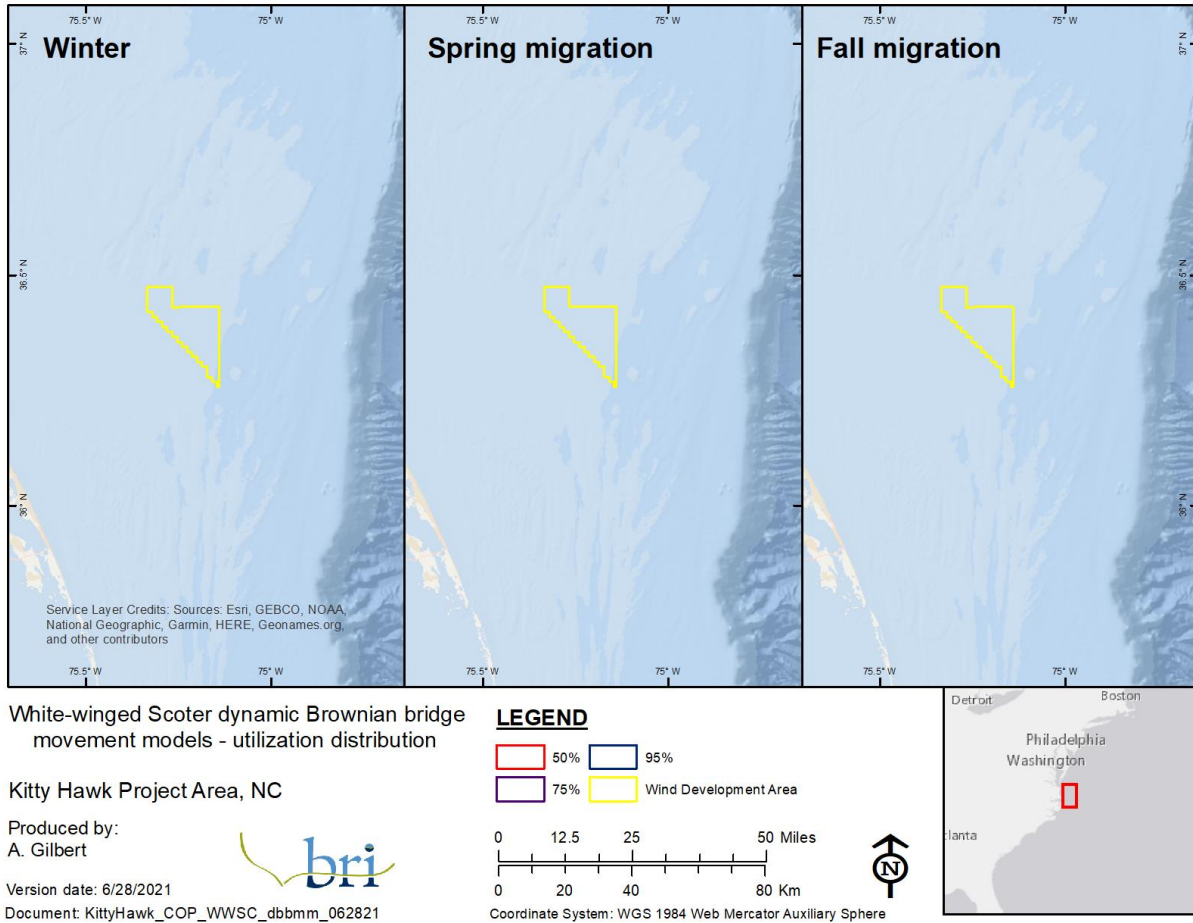 75.5° W
75° W
75.5° W
75° W
75.5° W
75° W
37° N
Winter
Spring migration
Fall migration
37° N
36.5° N
36.5° N
36° N
36° N
Service Layer Credits: Sources: Esri, GEBCO, NOAA,
National Geographic, Garmin, HERE, Geonames.org,
and other contributors
75.5° W
75° W
75.5° W
75° W
75.5° W
75° W
White-winged Scoter dynamic Brownian bridge
movement models - utilization distribution
Kitty Hawk Project Area, NC
Produced by:
A. Gilbert
bri
Version date: 6/28/2021
Document: KittyHawk_COP_WWSC_dbbmm_062821
LEGEND
50%
95%
75%
Wind Development Area
0 12.5 25 50 Miles
0 20 40 80 Km
N
Coordinate System: WGS 1984 Web Mercator Auxiliary Sphere
Detroit
Boston
Philadelphia
Washington
tlanta